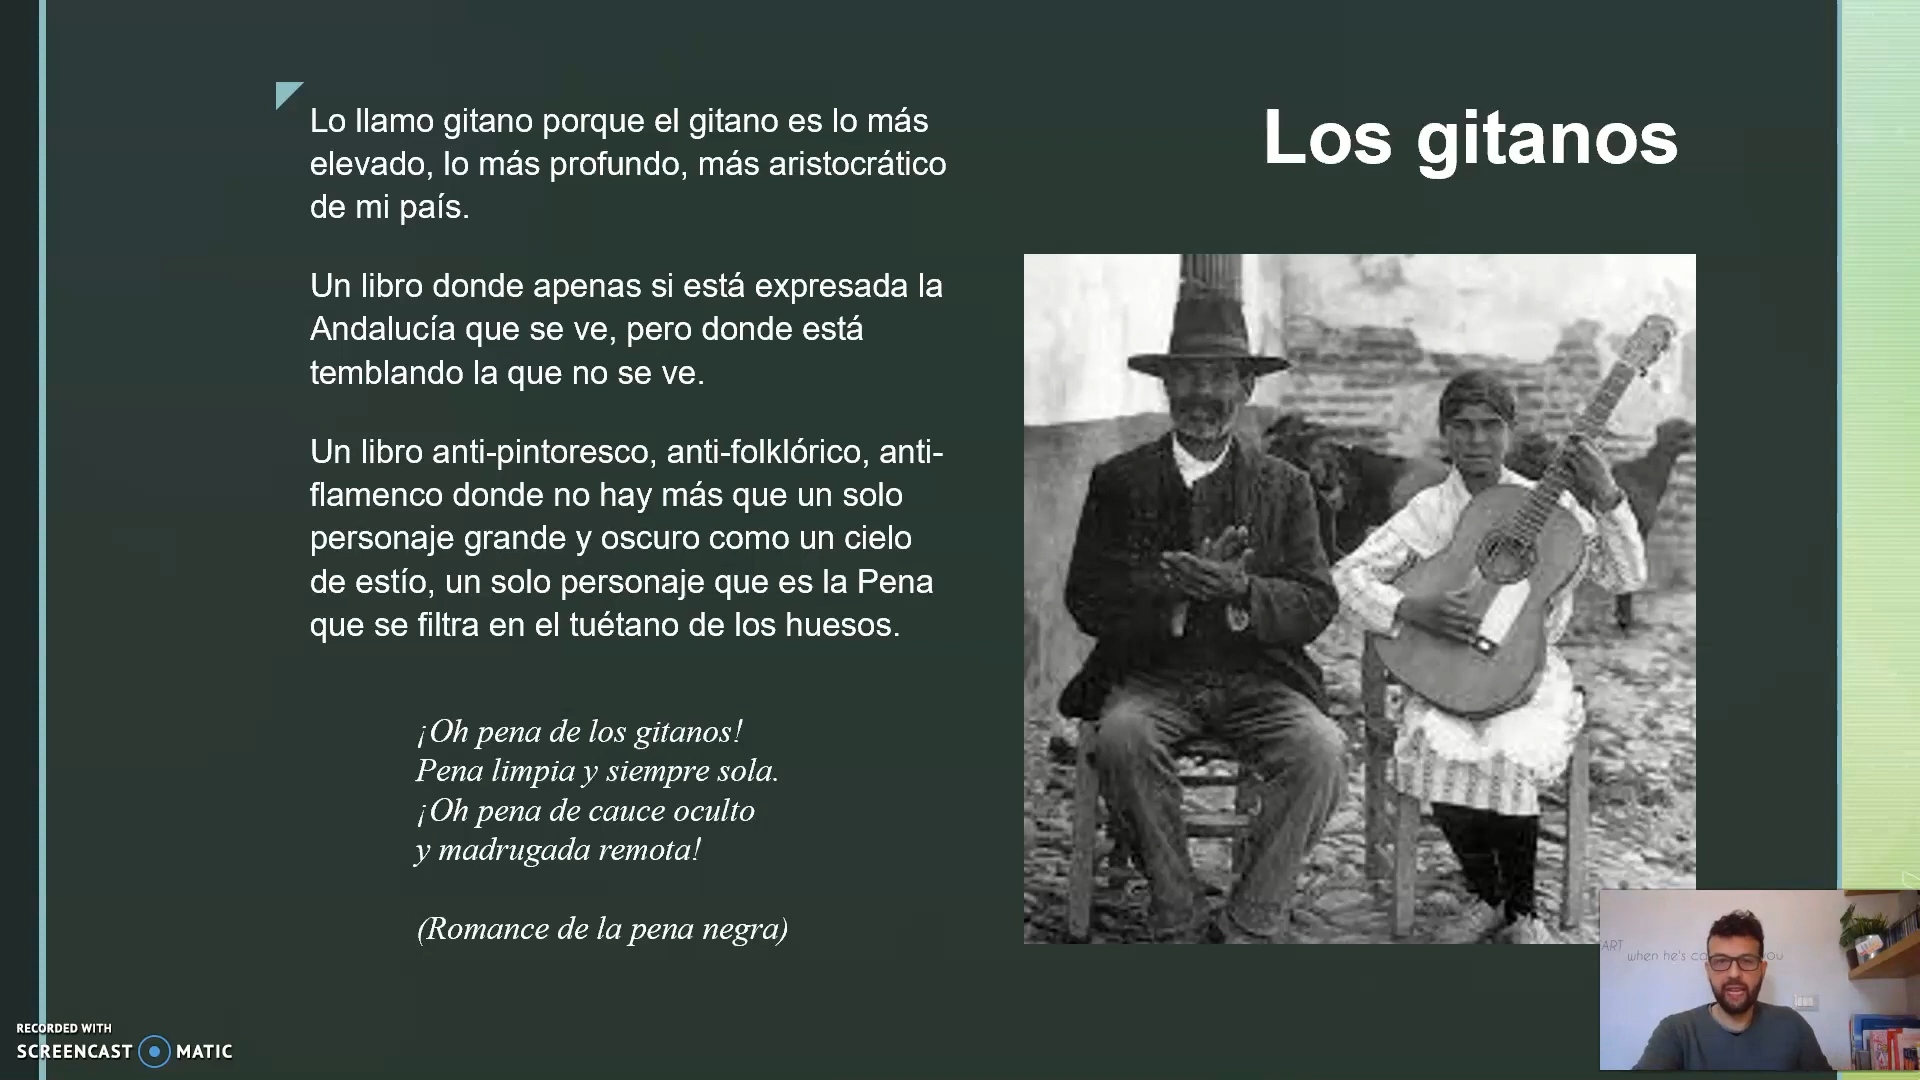 Los gitanos
Lo llamo gitano porque el gitano es lo más
elevado, lo más profundo, más aristocrático
de mi país.
Un libro donde apenas si está expresada la
Andalucía que se ve, pero donde está
temblando la que no se ve.
Un libro anti-pintoresco, anti-folklórico, anti-
flamenco donde no hay más que un solo
personaje grande y oscuro como un cielo
de estío, un solo personaje que es la Pena
que se filtra en el tuétano de los huesos.
¡Oh pena de los gitanos!
Pena limpia y siempre sola.
¡Oh pena de cauce oculto
y madrugada remota!
(Romance de la pena negra)
ART
when he's you
RECORDED WITH
SCREENCAST MATIC